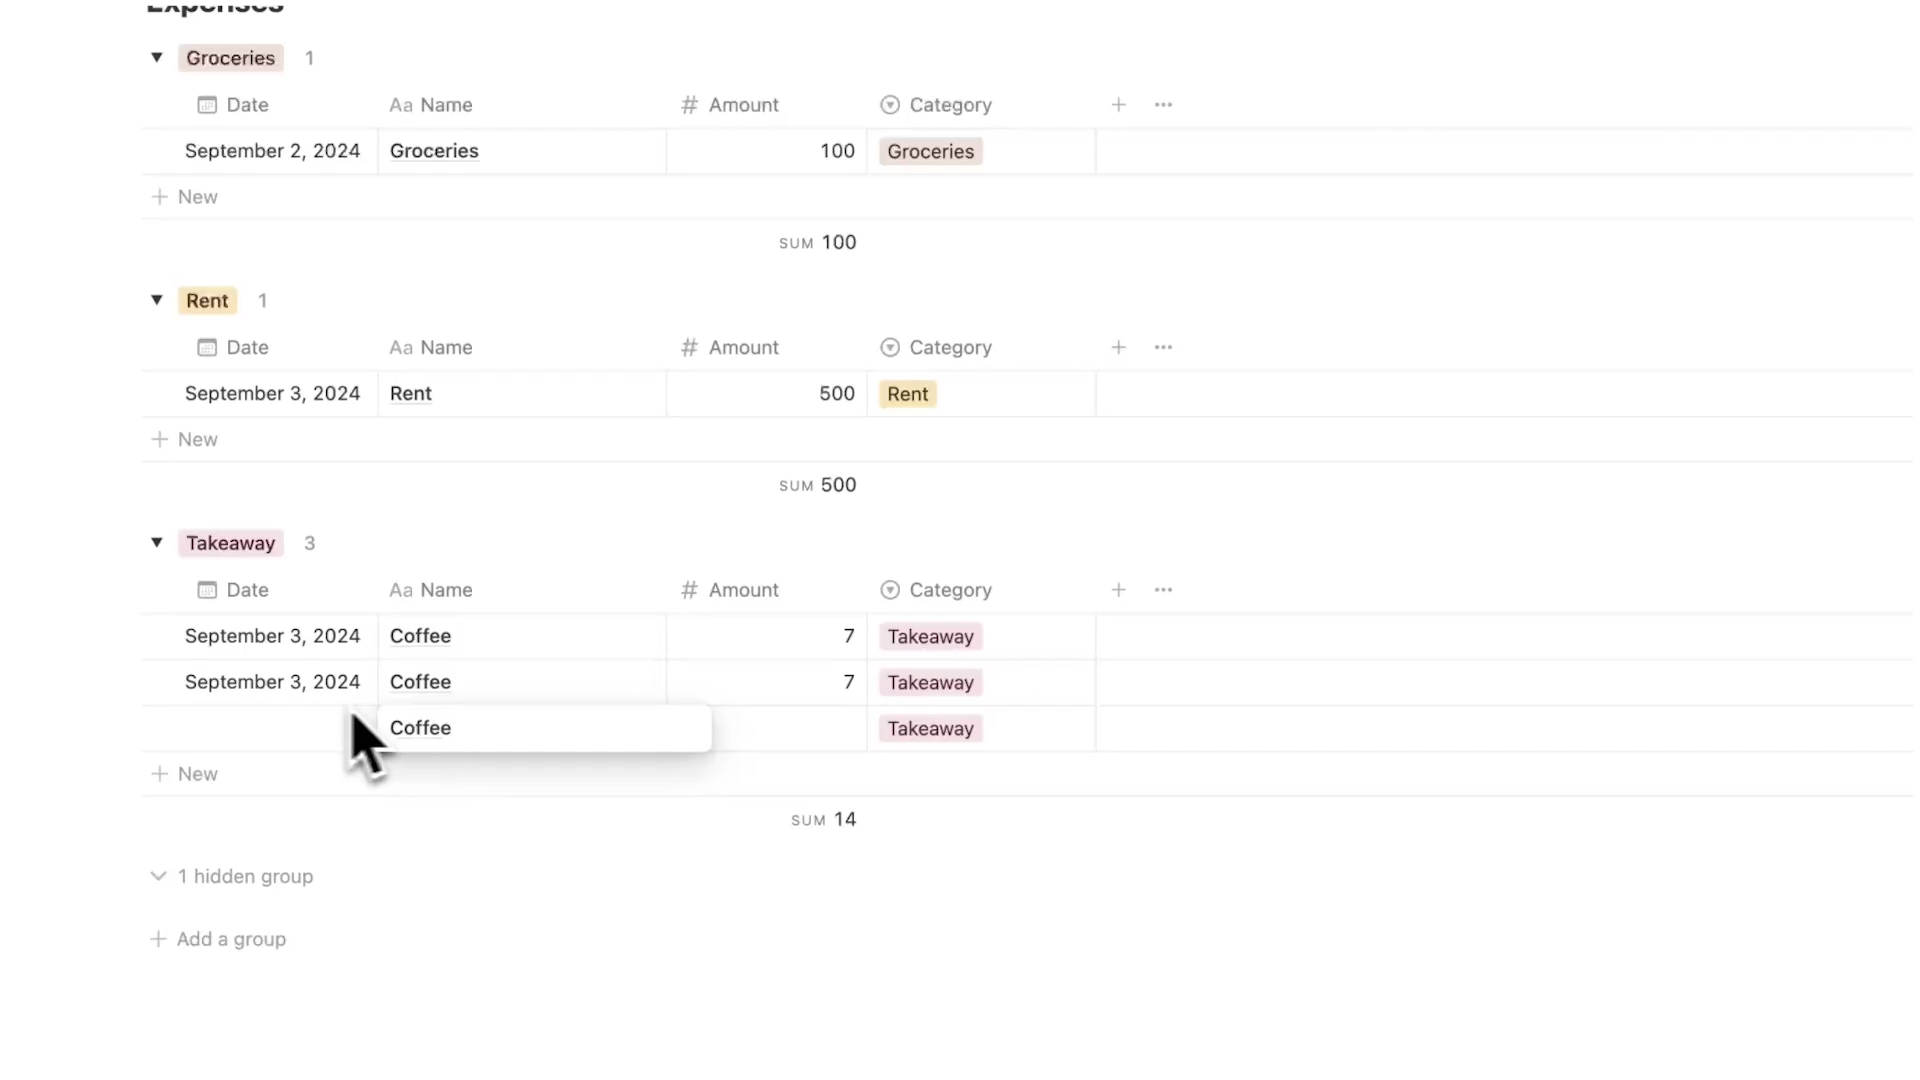 Expenses
Groceries 1
Date Aa Name # Amount Category + ...
September 2, 2024 Groceries 100 Groceries
+ New
SUM 100
Rent 1
Date Aa Name # Amount Category + ...
September 3, 2024 Rent 500 Rent
+ New
SUM 500
Takeaway 3
Date Aa Name # Amount Category + ...
September 3, 2024 Coffee 7 Takeaway
September 3, 2024 Coffee 7 Takeaway
Coffee Takeaway
+ New
SUM 14
1 hidden group
+ Add a group